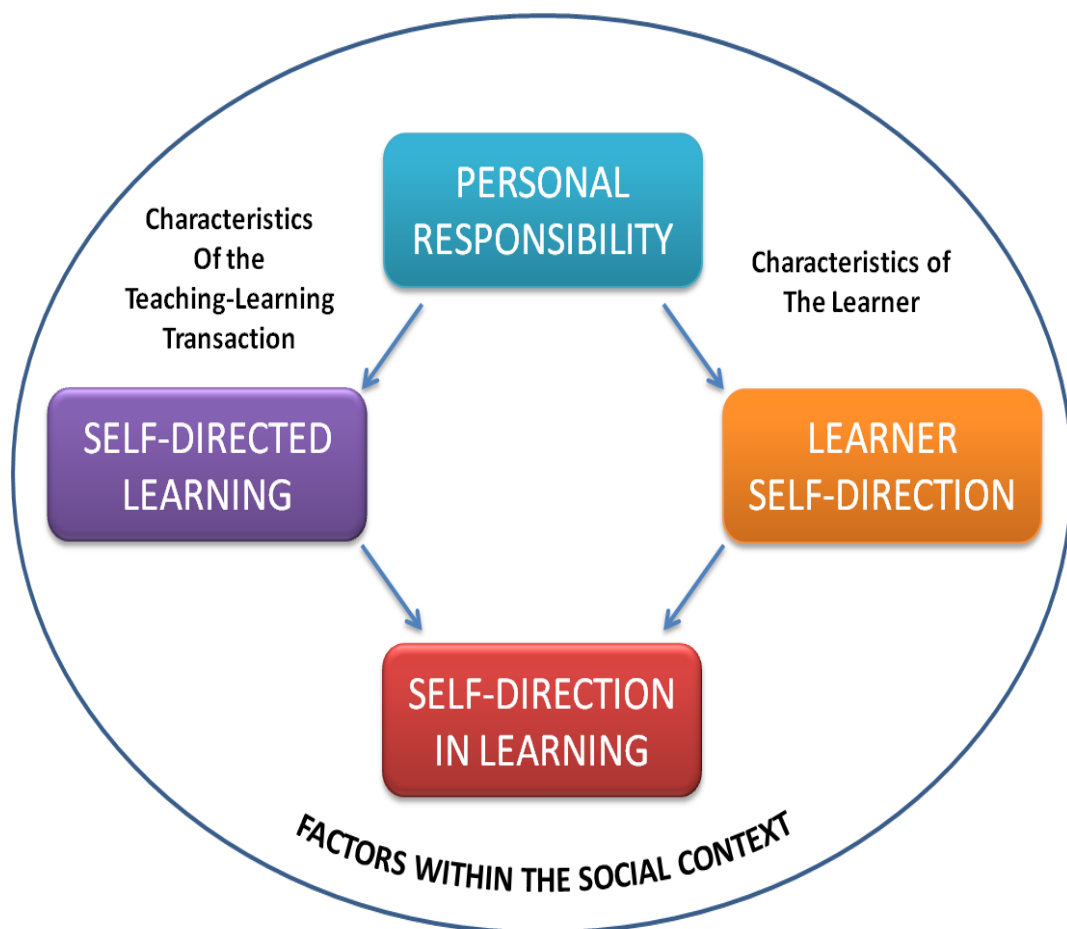 PERSONAL
RESPONSIBILITY
Characteristics
Of the
Teaching-Learning
Transaction
Characteristics of
The Learner
SELF-DIRECTED
LEARNING
LEARNER
SELF-DIRECTION
SELF-DIRECTION
IN LEARNING
FACTORS WITHIN THE SOCIAL CONTEXT